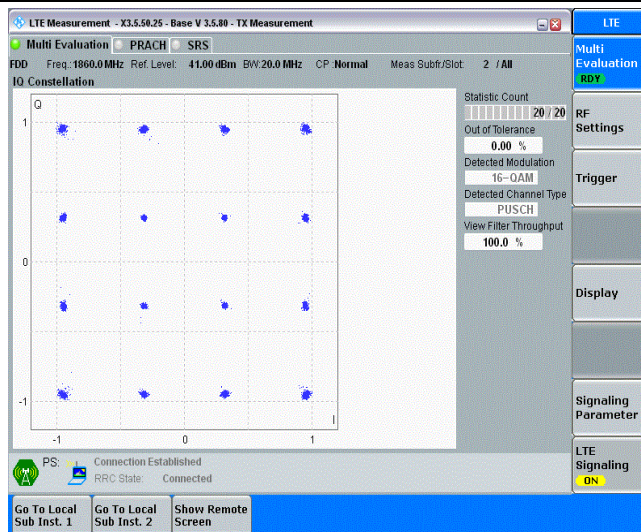 LTE Measurement - X3.5.50.25 - Base V 3.5.80 - TX Measurement
LTE
Multi Evaluation PRACH SRS
FDD Freq.:1860.0 MHz Ref. Level: 41.00 dBm BW:20.0 MHz CP :Normal Meas Subfr./Slot: 2 / All
IQ Constellation
Q
1
0
-1
-1 0 1
I
Statistic Count
20 / 20
Out of Tolerance
0.00 %
Detected Modulation
16-QAM
Detected Channel Type
PUSCH
View Filter Throughput
100.0 %
Multi
Evaluation
RDY
RF
Settings
Trigger
Display
Signaling
Parameter
LTE
Signaling
ON
PS: Connection Established
RRC State: Connected
Go To Local
Sub Inst. 1
Go To Local
Sub Inst. 2
Show Remote
Screen